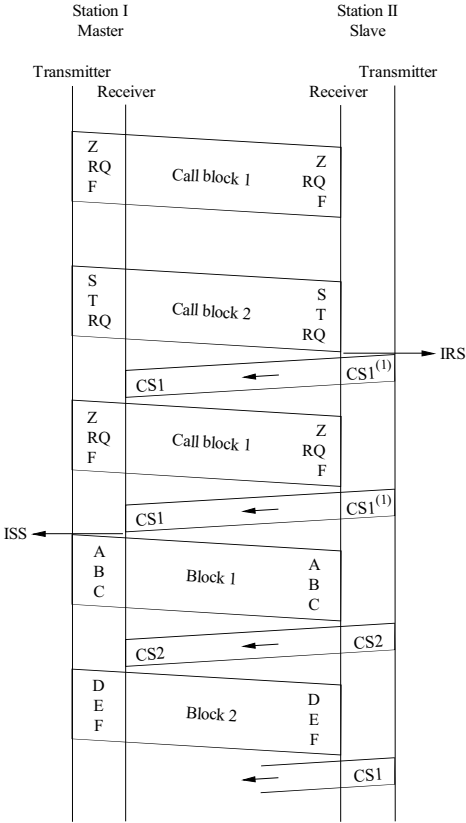 Station I
Master
Station II
Slave
Transmitter
Receiver
Receiver
Transmitter
Z
RQ
F
Call block 1
Z
RQ
F
S
T
RQ
Call block 2
S
T
RQ
IRS
CS1
CS1(1)
Z
RQ
F
Call block 1
Z
RQ
F
CS1
CS1(1)
ISS
A
B
C
Block 1
A
B
C
CS2
CS2
D
E
F
Block 2
D
E
F
CS1